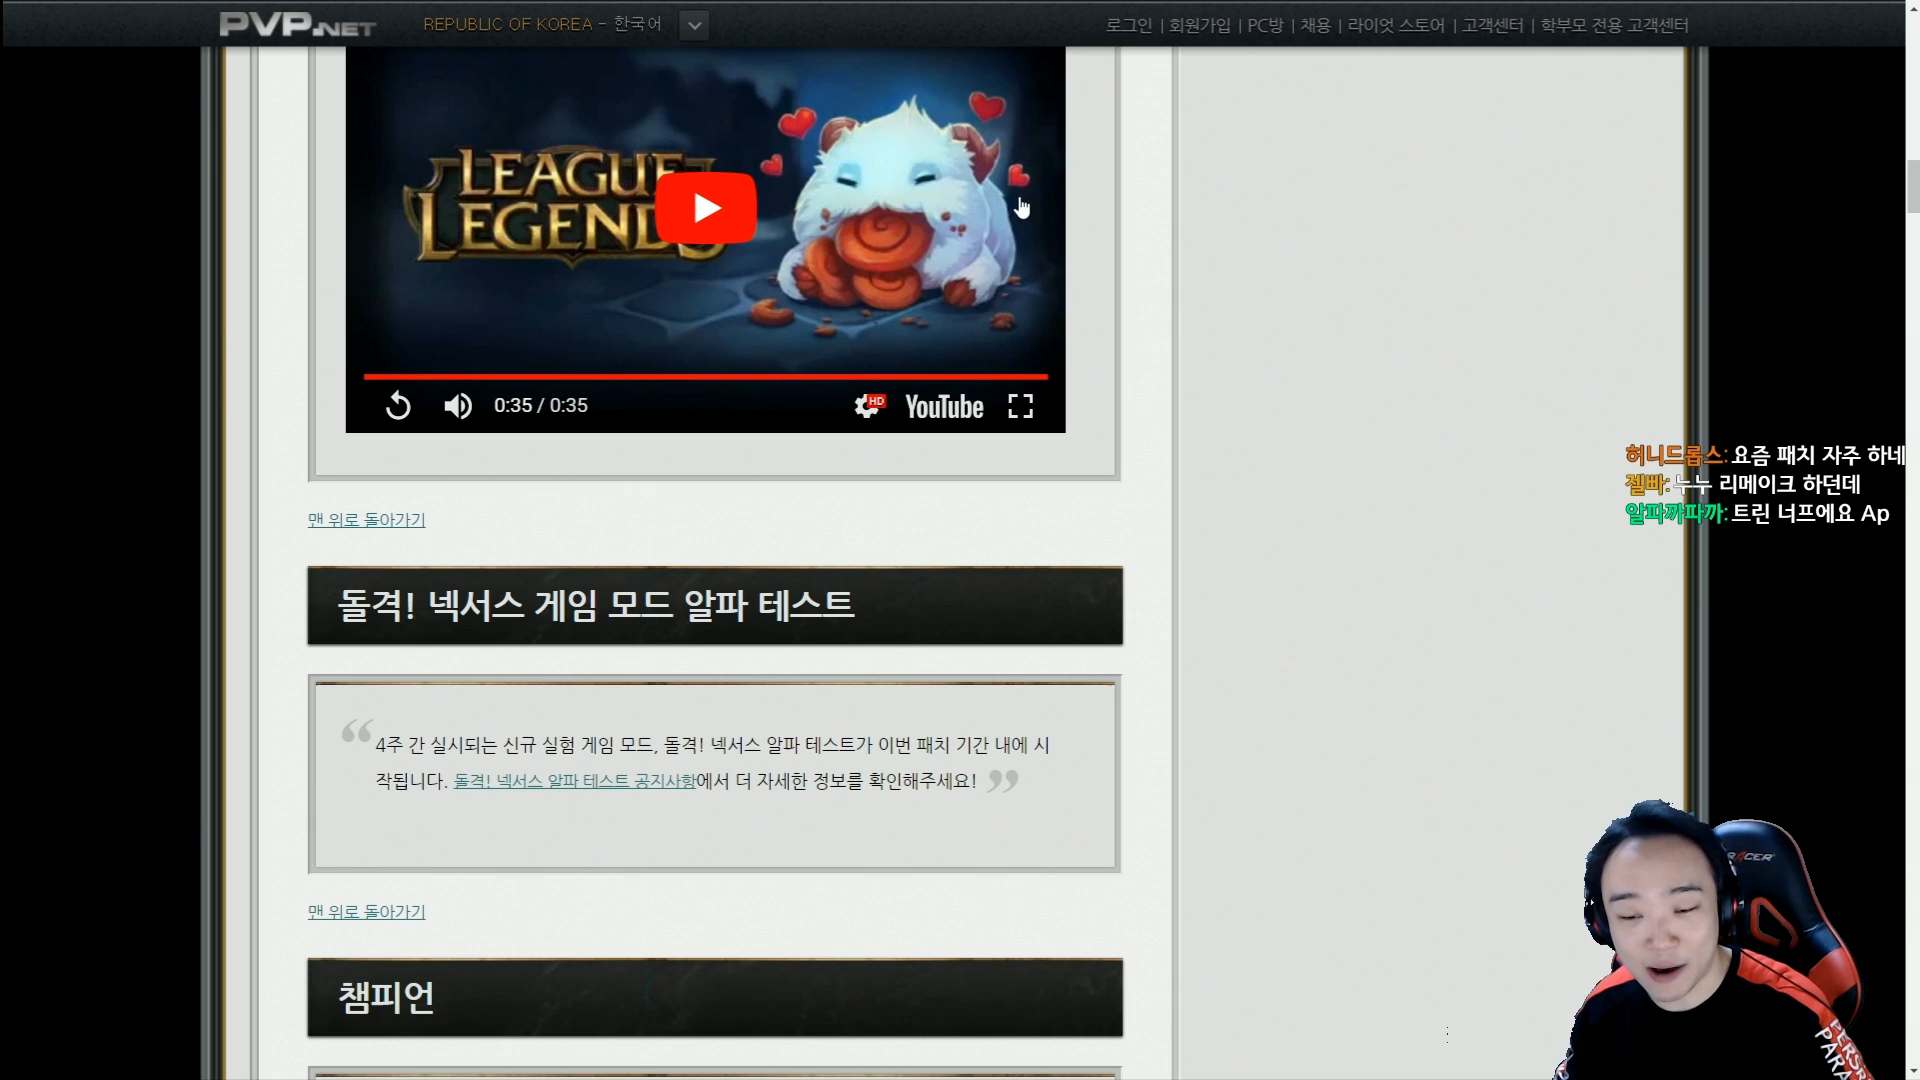 PVP.NET
REPUBLIC OF KOREA - 한국어
로그인 | 회원가입 | PC방 | 채용 | 라이엇 스토어 | 고객센터 | 학부모 전용 고객센터
LEAGUE
LEGENDS
0:35 / 0:35
HD
YouTube
허니드롭스: 요즘 패치 자주 하네
젤빠: 누누 리메이크 하던데
알파까파까: 트린 너프에요 Ap
맨 위로 돌아가기
돌격! 넥서스 게임 모드 알파 테스트
“ 4주 간 실시되는 신규 실험 게임 모드, 돌격! 넥서스 알파 테스트가 이번 패치 기간 내에 시
작됩니다. 돌격! 넥서스 알파 테스트 공지사항에서 더 자세한 정보를 확인해주세요! ”
맨 위로 돌아가기
챔피언